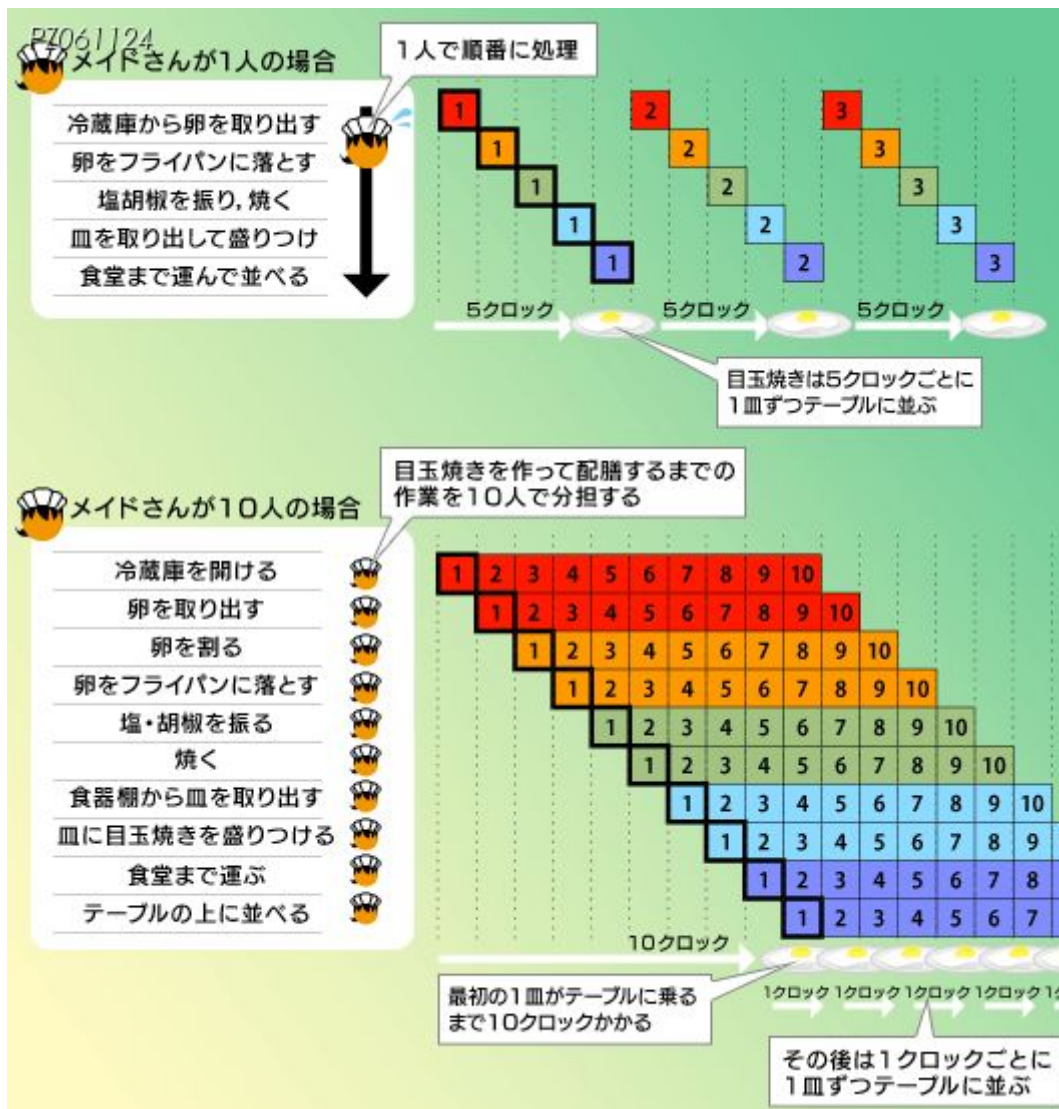 PZ061124
メイドさんが1人の場合
1人で順番に処理
冷蔵庫から卵を取り出す
卵をフライパンに落とす
塩胡椒を振り,焼く
皿を取り出して盛りつけ
食堂まで運んで並べる
1 2 3
1 2 3
1 2 3
1 2 3
1 2 3
5クロック 5クロック 5クロック
目玉焼きは5クロックごとに
1皿ずつテーブルに並ぶ
メイドさんが10人の場合
目玉焼きを作って配膳するまでの
作業を10人で分担する
冷蔵庫を開ける
卵を取り出す
卵を割る
卵をフライパンに落とす
塩・胡椒を振る
焼く
食器棚から皿を取り出す
皿に目玉焼きを盛りつける
食堂まで運ぶ
テーブルの上に並べる
1 2 3 4 5 6 7 8 9 10
1 2 3 4 5 6 7 8 9 10
1 2 3 4 5 6 7 8 9 10
1 2 3 4 5 6 7 8 9 10
1 2 3 4 5 6 7 8 9 10
1 2 3 4 5 6 7 8 9 10
1 2 3 4 5 6 7 8 9 10
1 2 3 4 5 6 7 8 9
1 2 3 4 5 6 7 8
1 2 3 4 5 6 7
10クロック
1クロック 1クロック 1クロック 1クロック
最初の1皿がテーブルに乗る
まで10クロックかかる
その後は1クロックごとに
1皿ずつテーブルに並ぶ